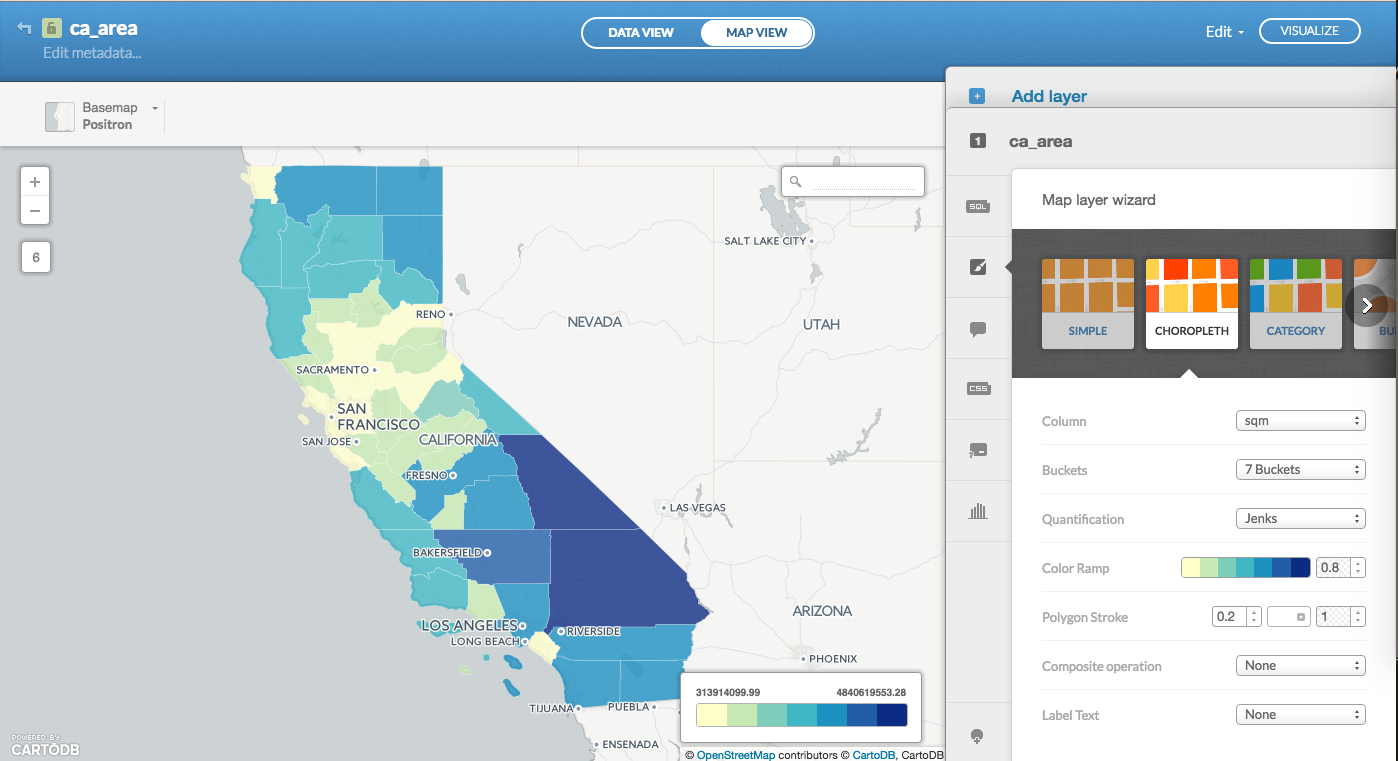 ca_area
Edit metadata...
DATA VIEW
MAP VIEW
Edit
VISUALIZE
Basemap
Positron
+
−
6
Add layer
1
ca_area
SQL
CSS
Map layer wizard
SIMPLE
CHOROPLETH
CATEGORY
BU
Column
sqm
Buckets
7 Buckets
Quantification
Jenks
Color Ramp
0.8
Polygon Stroke
0.2
1
Composite operation
None
Label Text
None
SALT LAKE CITY
RENO
NEVADA
UTAH
SACRAMENTO
SAN
FRANCISCO
SAN JOSE
CALIFORNIA
FRESNO
LAS VEGAS
BAKERSFIELD
ARIZONA
LOS ANGELES
RIVERSIDE
LONG BEACH
PHOENIX
TIJUANA
PUEBLA
ENSENADA
313914099.99
4840619553.28
POWERED BY
CARTODB
© OpenStreetMap contributors © CartoDB, CartoDB